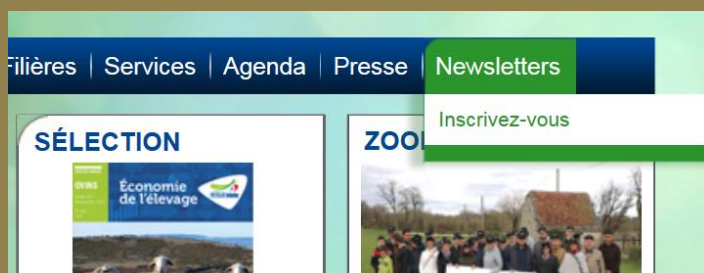 Filières | Services | Agenda | Presse | Newsletters
Inscrivez-vous
SÉLECTION
ZOO
OVINS
Économie
de l'élevage